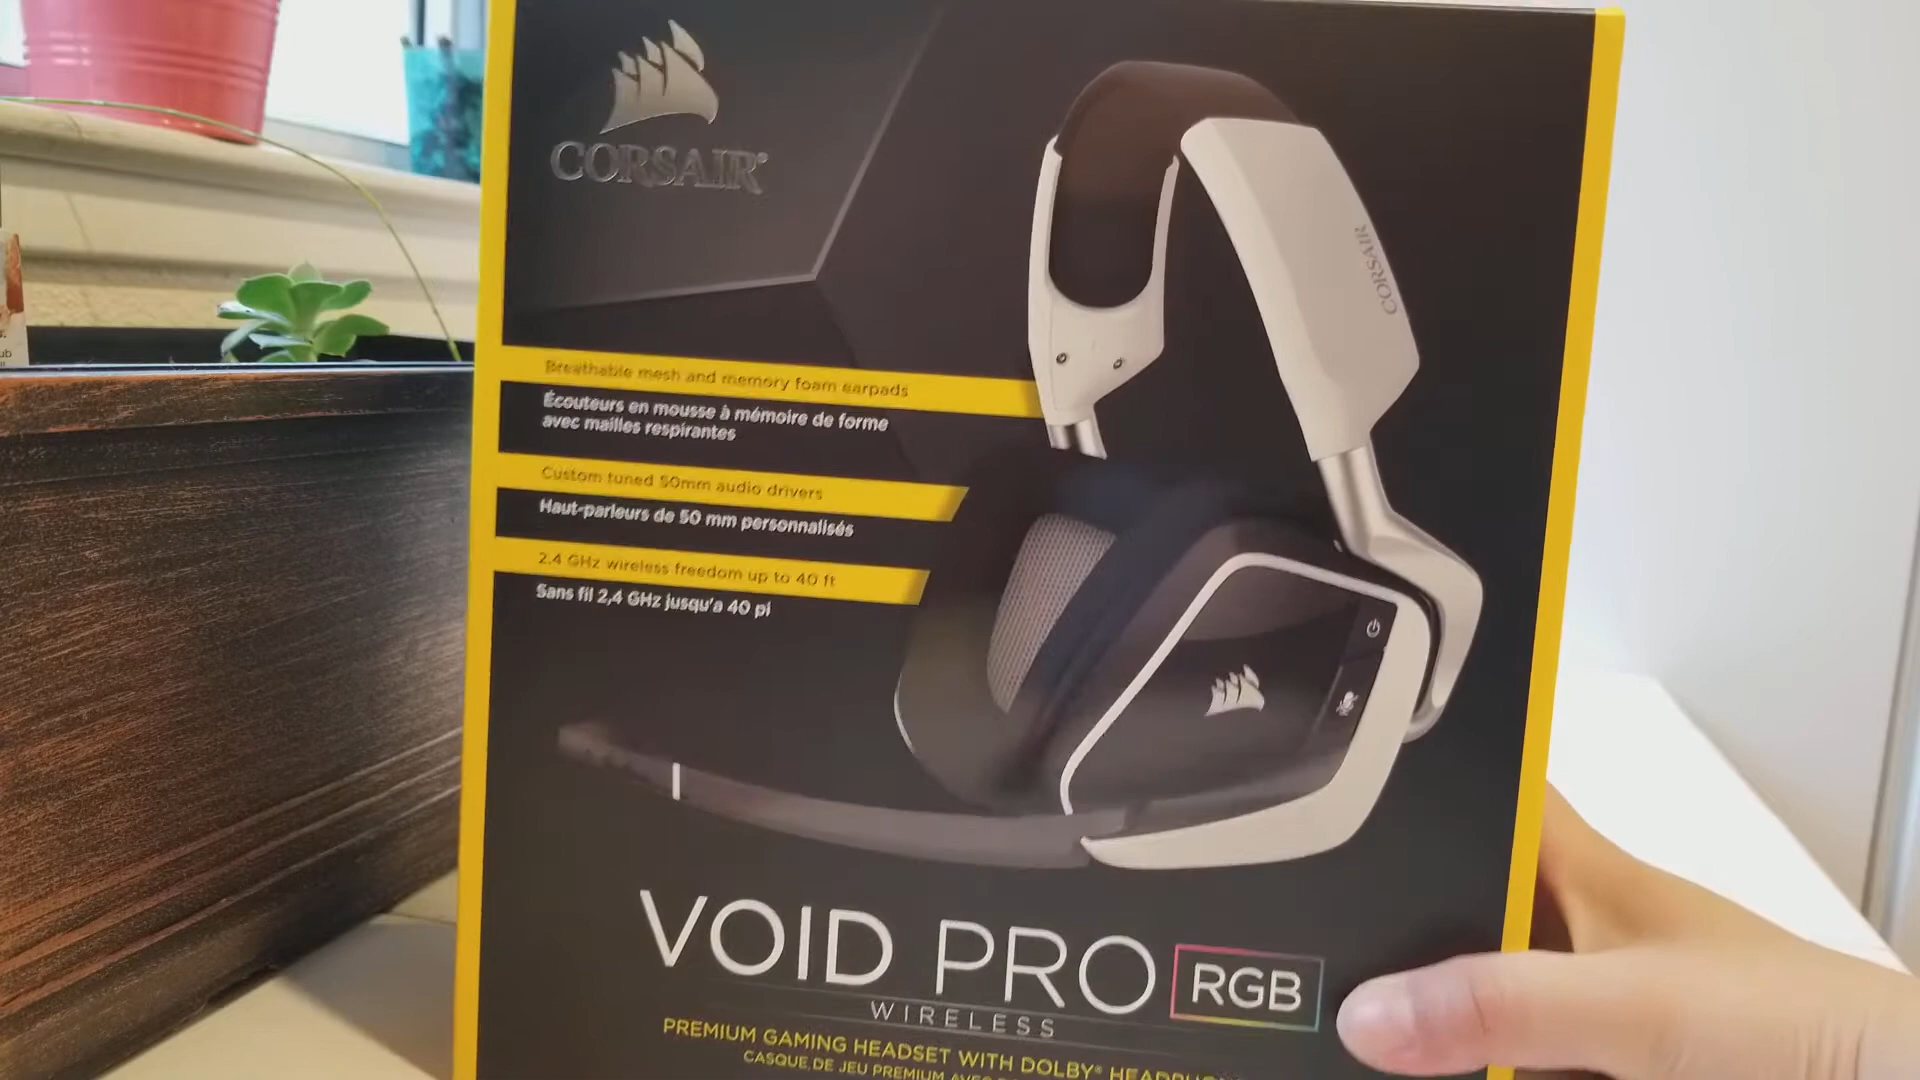 CORSAIR
CORSAIR
Breathable mesh and memory foam earpads
Écouteurs en mousse à mémoire de forme
avec mailles respirantes
Custom tuned 50mm audio drivers
Haut-parleurs de 50 mm personnalisés
2.4 GHz wireless freedom up to 40 ft
Sans fil 2,4 GHz jusqu'a 40 pi
VOID PRO RGB
WIRELESS
PREMIUM GAMING HEADSET WITH DOLBY®
CASQUE DE JEU PREMIUM